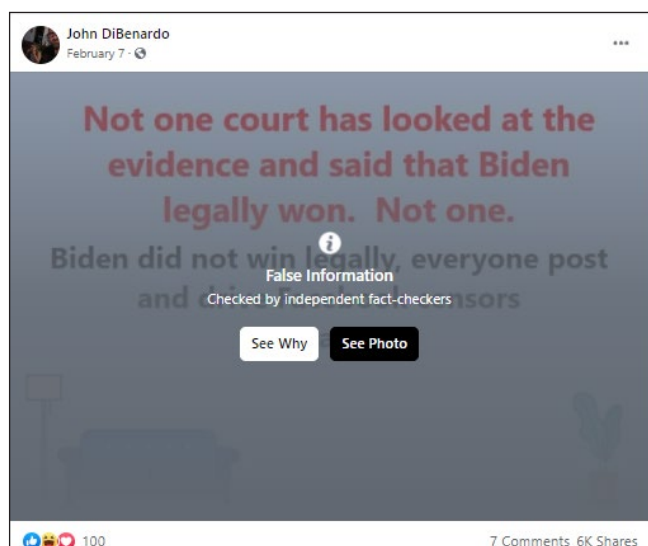 John DiBenardo
February 7 ·
Not one court has looked at the
evidence and said that Biden
legally won. Not one.
Biden did not win legally, everyone post
False Information
and
Checked by independent fact-checkers
See Why
See Photo
100
7 Comments 6K Shares